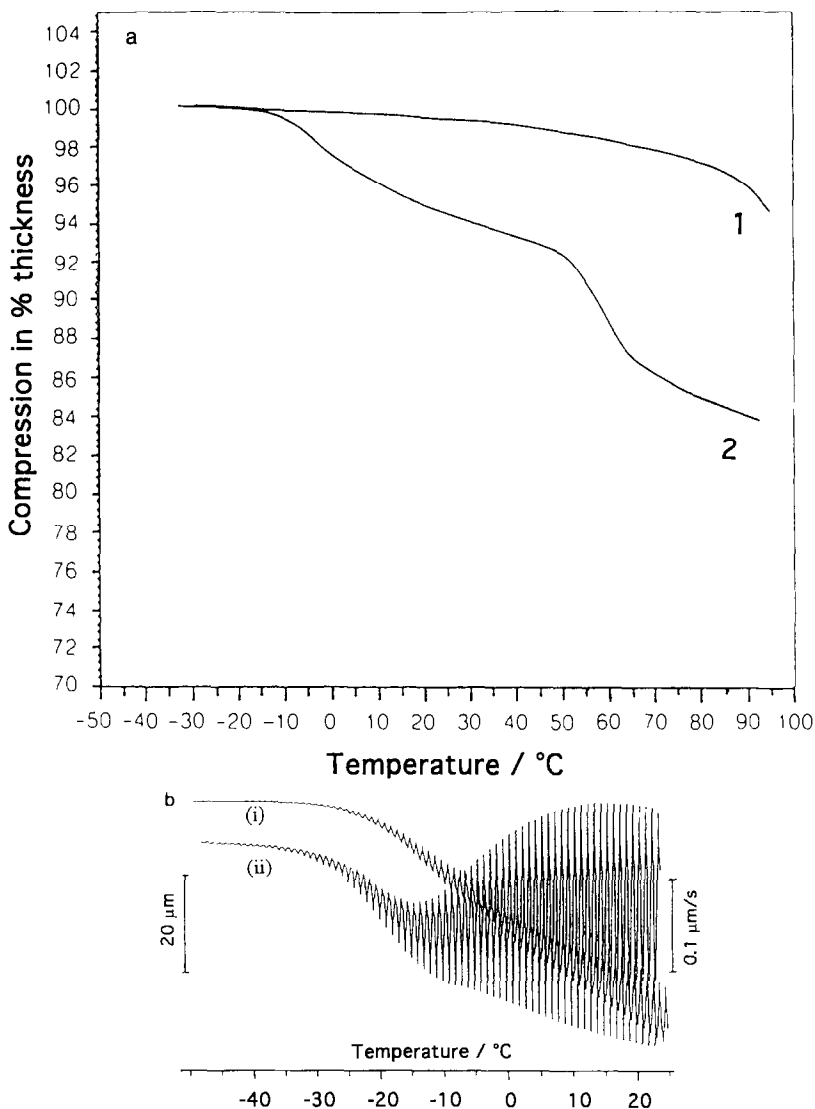 a
104
102
100
98
96
94
92
90
88
86
84
82
80
78
76
74
72
70
Compression in % thickness
1
2
-50 -40 -30 -20 -10 0 10 20 30 40 50 60 70 80 90 100
Temperature / °C
b
(i)
(ii)
20 μm
0.1 μm/s
Temperature / °C
-40 -30 -20 -10 0 10 20